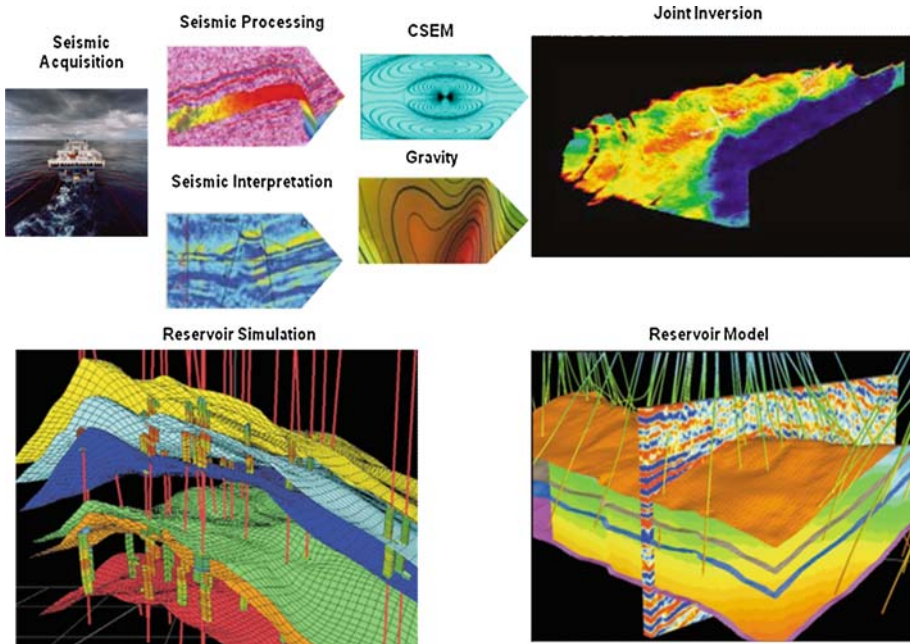 Seismic Acquisition
Seismic Processing
CSEM
Joint Inversion
Seismic Interpretation
Gravity
Reservoir Simulation
Reservoir Model